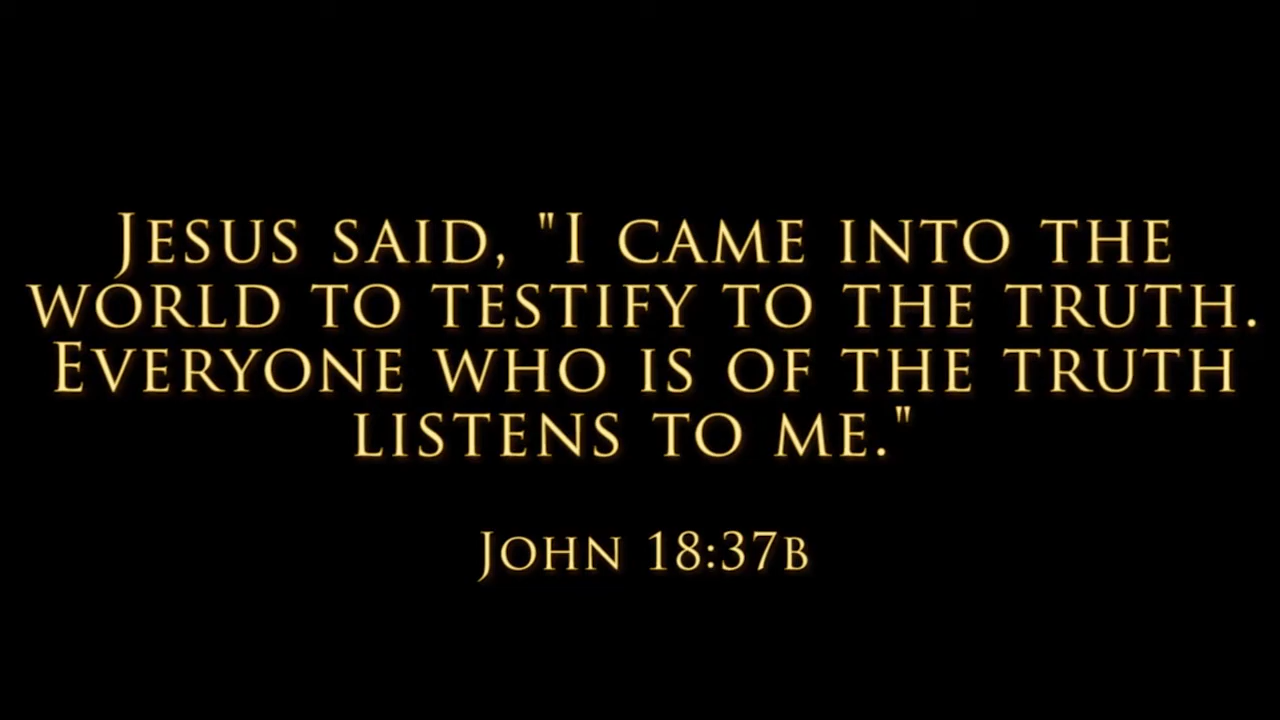 Jesus said, "I came into the
world to testify to the truth.
Everyone who is of the truth
listens to me."
John 18:37b